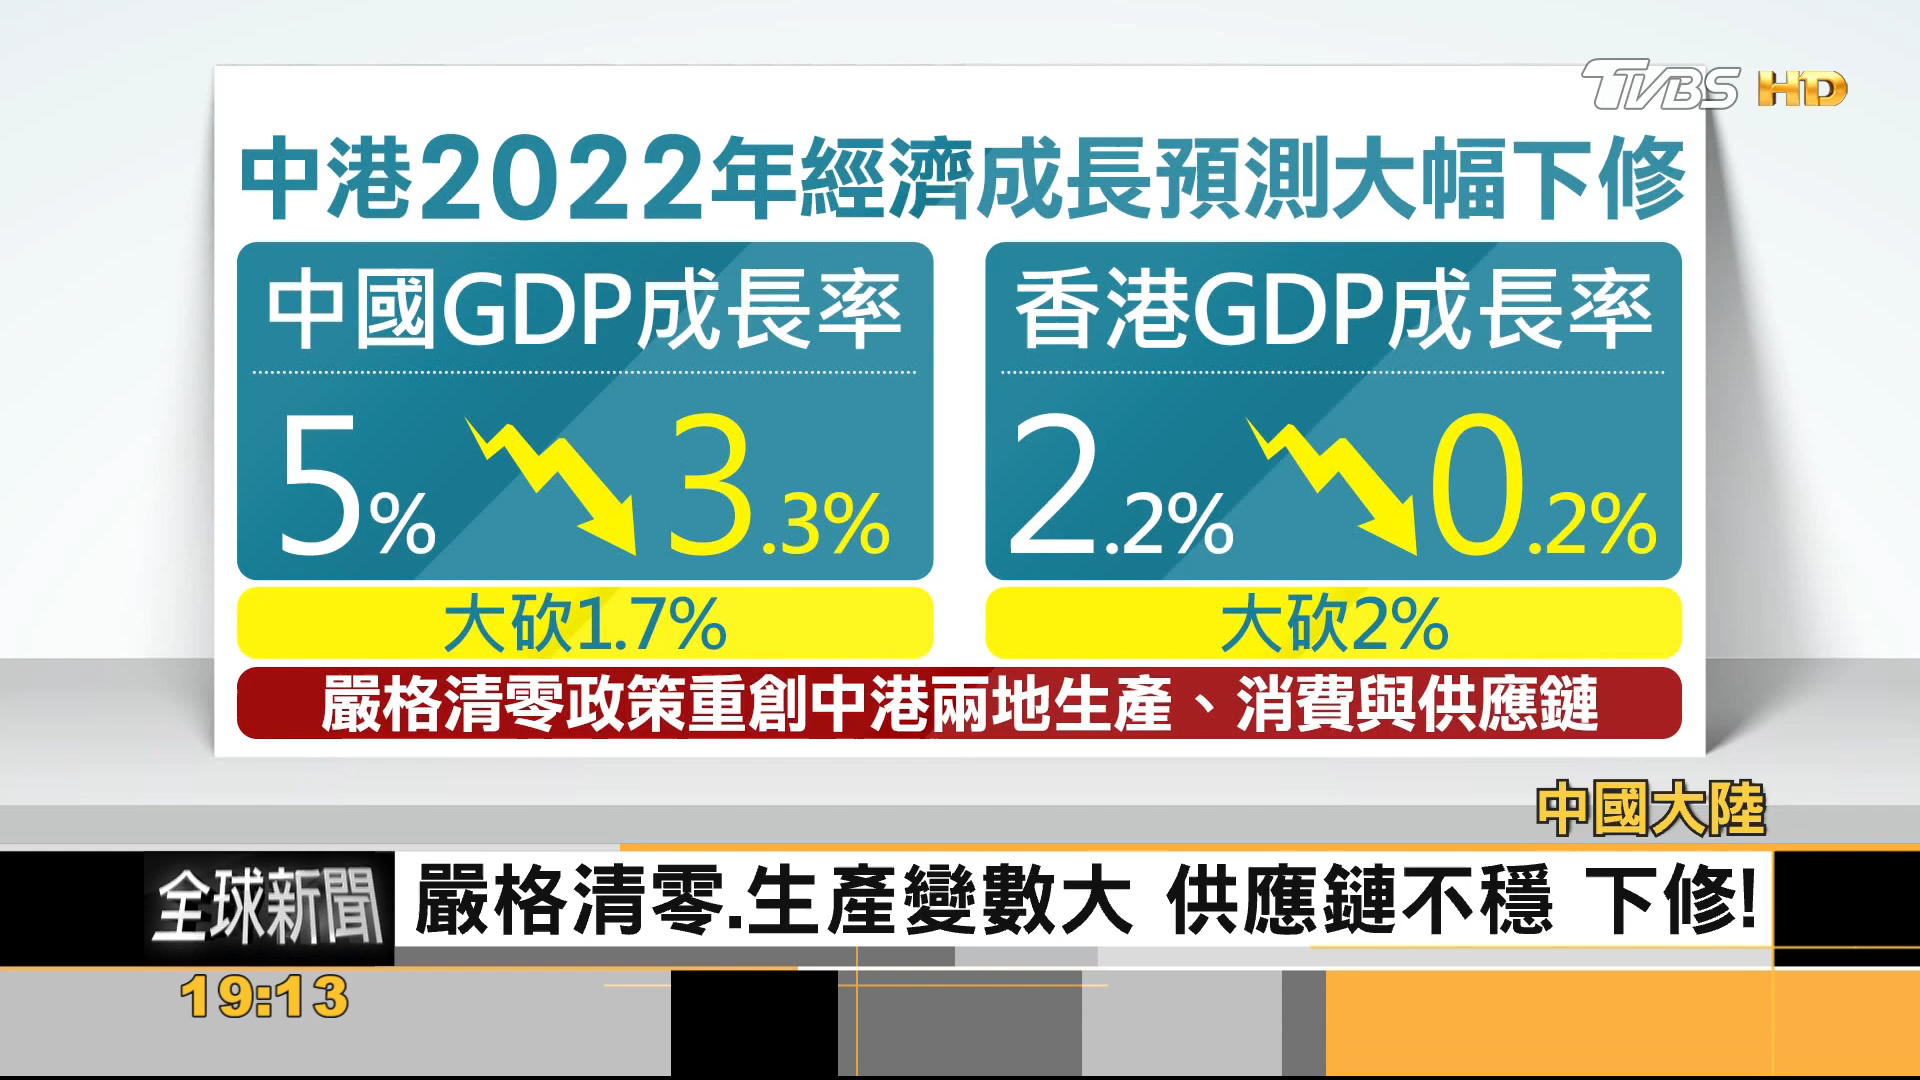 TVBS HD
中港2022年經濟成長預測大幅下修
中國GDP成長率
5% 3.3%
大砍1.7%
香港GDP成長率
2.2% 0.2%
大砍2%
嚴格清零政策重創中港兩地生產、消費與供應鏈
中國大陸
全球新聞
嚴格清零.生產變數大 供應鏈不穩 下修!
19:13